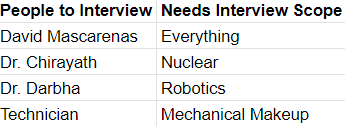 People to Interview Needs Interview Scope
David Mascarenas Everything
Dr. Chirayath Nuclear
Dr. Darbha Robotics
Technician Mechanical Makeup